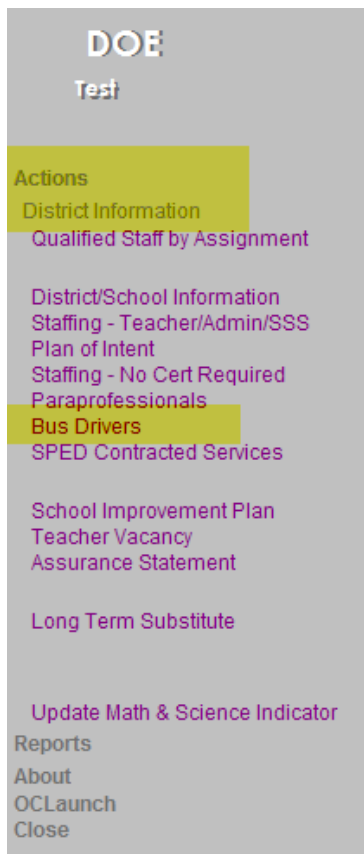 DOE
Test
Actions
District Information
Qualified Staff by Assignment
District/School Information
Staffing - Teacher/Admin/SSS
Plan of Intent
Staffing - No Cert Required
Paraprofessionals
Bus Drivers
SPED Contracted Services
School Improvement Plan
Teacher Vacancy
Assurance Statement
Long Term Substitute
Update Math & Science Indicator
Reports
About
OCLaunch
Close